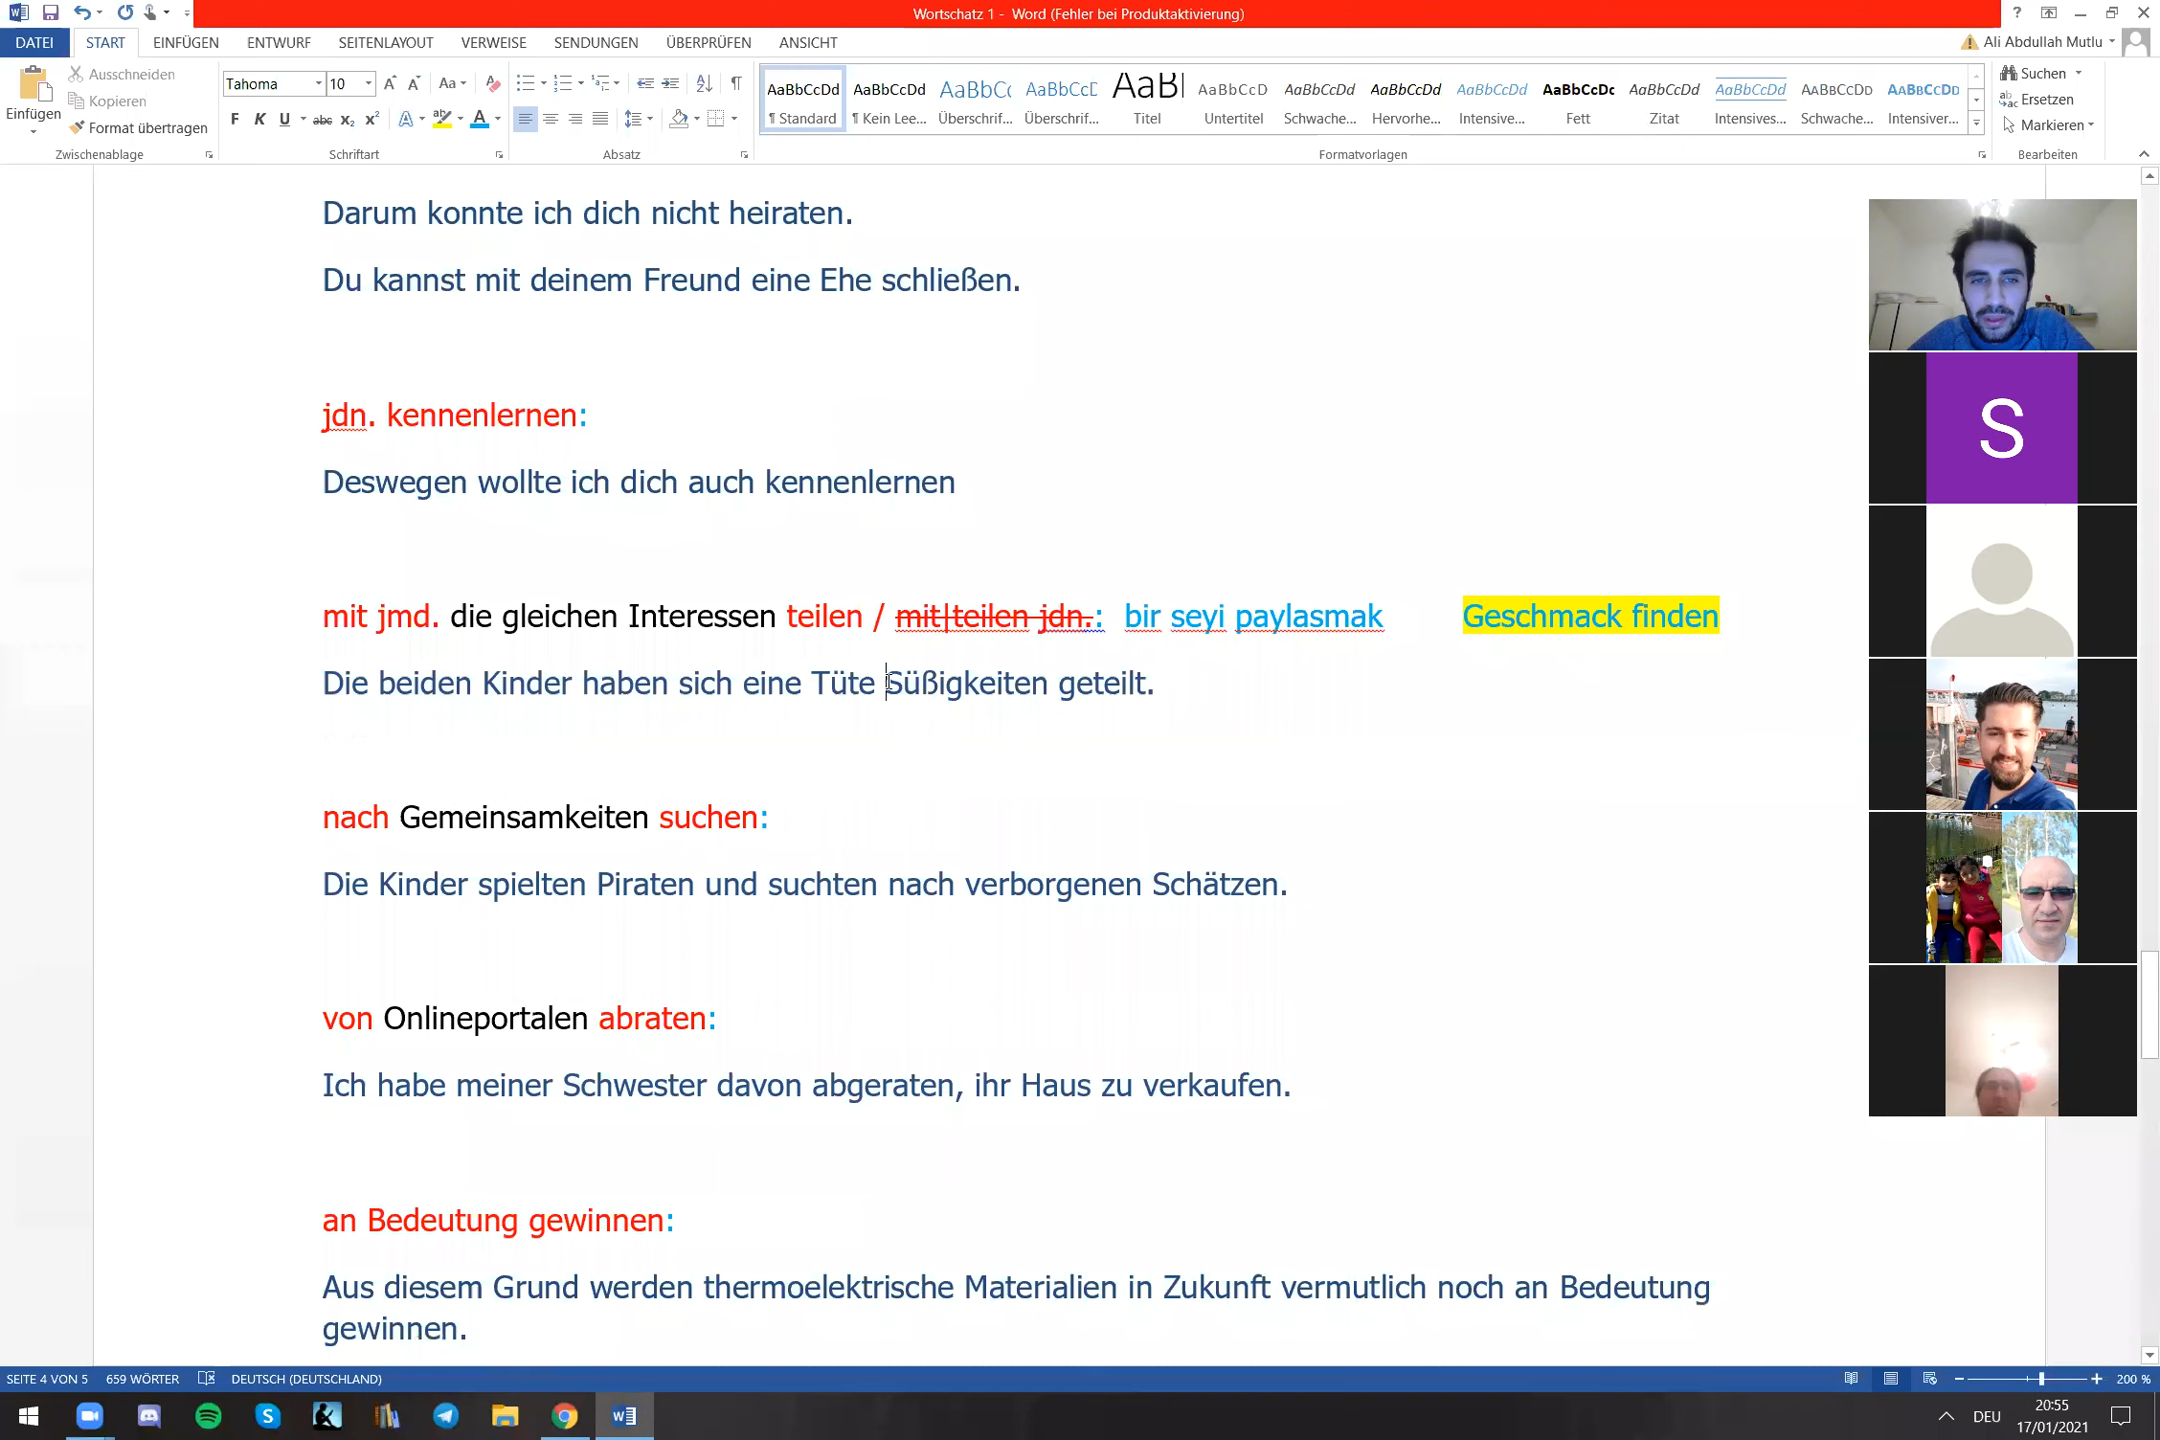 Wortschatz 1 - Word (Fehler bei Produktaktivierung)
DATEI START EINFÜGEN ENTWURF SEITENLAYOUT VERWEISE SENDUNGEN ÜBERPRÜFEN ANSICHT Ali Abdullah Mutlu
Einfügen
Ausschneiden
Kopieren
Format übertragen
Zwischenablage
Tahoma 10
F K U abc x₂ x²
Schriftart
Absatz
AaBbCcDd AaBbCcDd AaBbCc AaBbCcD AaBl AaBbCcD AaBbCcDd AaBbCcDd AaBbCcDd AaBbCcDc AaBbCcDd AaBbCcDd AaBbCcDd AaBbCcDd
¶ Standard ¶ Kein Lee... Überschrif... Überschrif... Titel Untertitel Schwache... Hervorhe... Intensive... Fett Zitat Intensives... Schwache... Intensiver...
Formatvorlagen
Suchen
Ersetzen
Markieren
Bearbeiten
Darum konnte ich dich nicht heiraten.
Du kannst mit deinem Freund eine Ehe schließen.
jdn. kennenlernen:
Deswegen wollte ich dich auch kennenlernen
mit jmd. die gleichen Interessen teilen / mit|teilen jdn.: bir seyi paylasmak Geschmack finden
Die beiden Kinder haben sich eine Tüte Süßigkeiten geteilt.
nach Gemeinsamkeiten suchen:
Die Kinder spielten Piraten und suchten nach verborgenen Schätzen.
von Onlineportalen abraten:
Ich habe meiner Schwester davon abgeraten, ihr Haus zu verkaufen.
an Bedeutung gewinnen:
Aus diesem Grund werden thermoelektrische Materialien in Zukunft vermutlich noch an Bedeutung
gewinnen.
S
SEITE 4 VON 5 659 WÖRTER DEUTSCH (DEUTSCHLAND) 200 %
DEU
20:55
17/01/2021